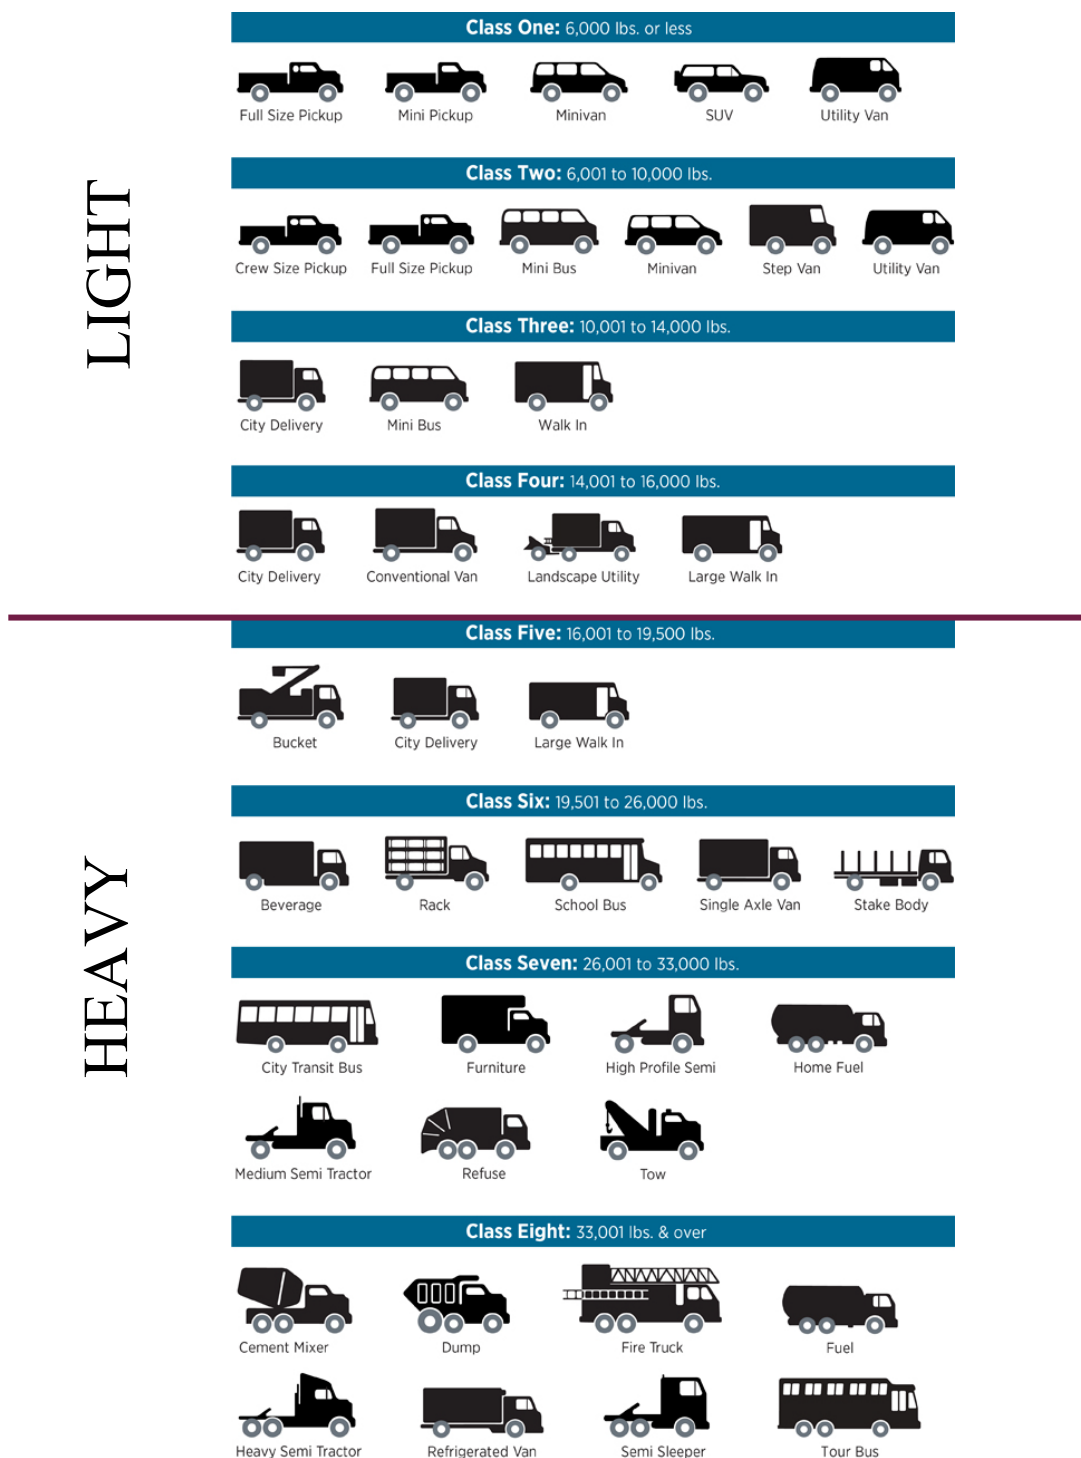 Class One: 6,000 lbs. or less
Full Size Pickup Mini Pickup Minivan SUV Utility Van
LIGHT
Class Two: 6,001 to 10,000 lbs.
Crew Size Pickup Full Size Pickup Mini Bus Minivan Step Van Utility Van
Class Three: 10,001 to 14,000 lbs.
City Delivery Mini Bus Walk In
Class Four: 14,001 to 16,000 lbs.
City Delivery Conventional Van Landscape Utility Large Walk In
HEAVY
Class Five: 16,001 to 19,500 lbs.
Bucket City Delivery Large Walk In
Class Six: 19,501 to 26,000 lbs.
Beverage Rack School Bus Single Axle Van Stake Body
Class Seven: 26,001 to 33,000 lbs.
City Transit Bus Furniture High Profile Semi Home Fuel
Medium Semi Tractor Refuse Tow
Class Eight: 33,001 lbs. & over
Cement Mixer Dump Fire Truck Fuel
Heavy Semi Tractor Refrigerated Van Semi Sleeper Tour Bus